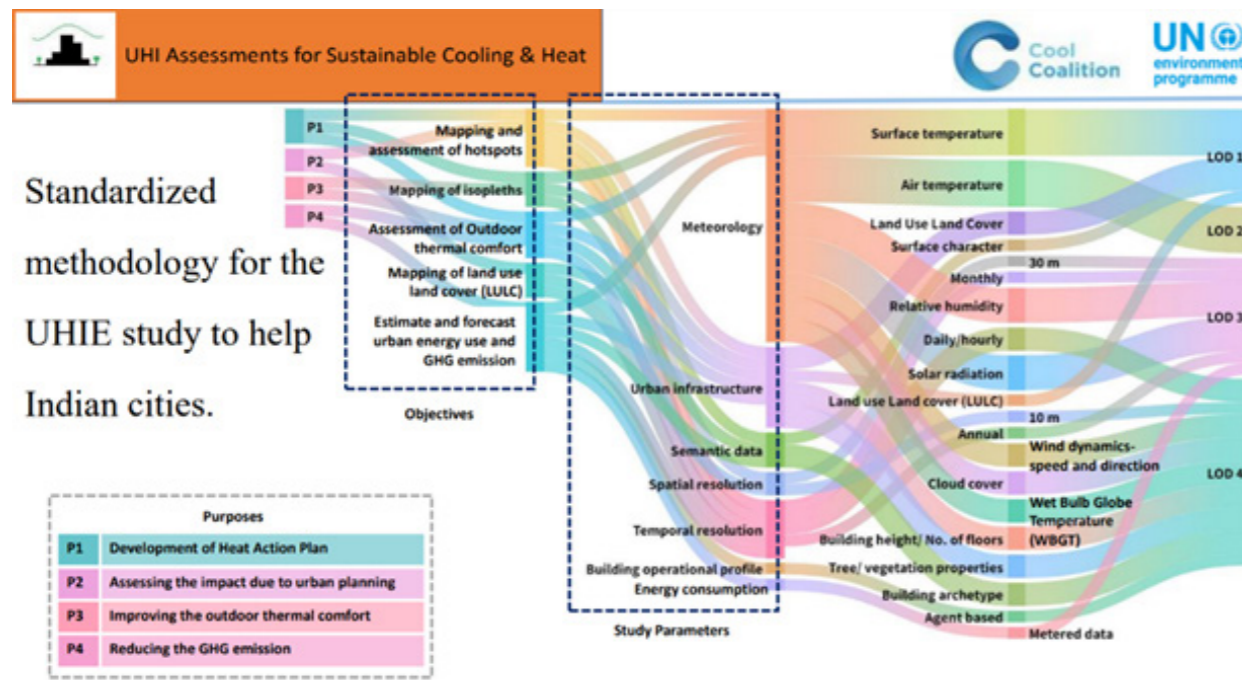 UHI Assessments for Sustainable Cooling & Heat
Cool
Coalition
UN
environment
programme
Standardized
methodology for the
UHIE study to help
Indian cities.
P1
P2
P3
P4
Mapping and
assessment of hotspots
Mapping of isopleths
Assessment of Outdoor
thermal comfort
Mapping of land use
land cover (LULC)
Estimate and forecast
urban energy use and
GHG emission
Objectives
Meteorology
Urban infrastructure
Semantic data
Spatial resolution
Temporal resolution
Building operational profile
Energy consumption
Study Parameters
Surface temperature
Air temperature
Land Use Land Cover
Surface character
30 m
Monthly
Relative humidity
Daily/hourly
Solar radiation
Land use Land cover (LULC)
10 m
Annual
Wind dynamics-
speed and direction
Cloud cover
Wet Bulb Globe
Temperature
(WBGT)
Building height/ No. of floors
Tree/ vegetation properties
Building archetype
Agent based
Metered data
LOD 1
LOD 2
LOD 3
LOD 4
Purposes
P1 Development of Heat Action Plan
P2 Assessing the impact due to urban planning
P3 Improving the outdoor thermal comfort
P4 Reducing the GHG emission